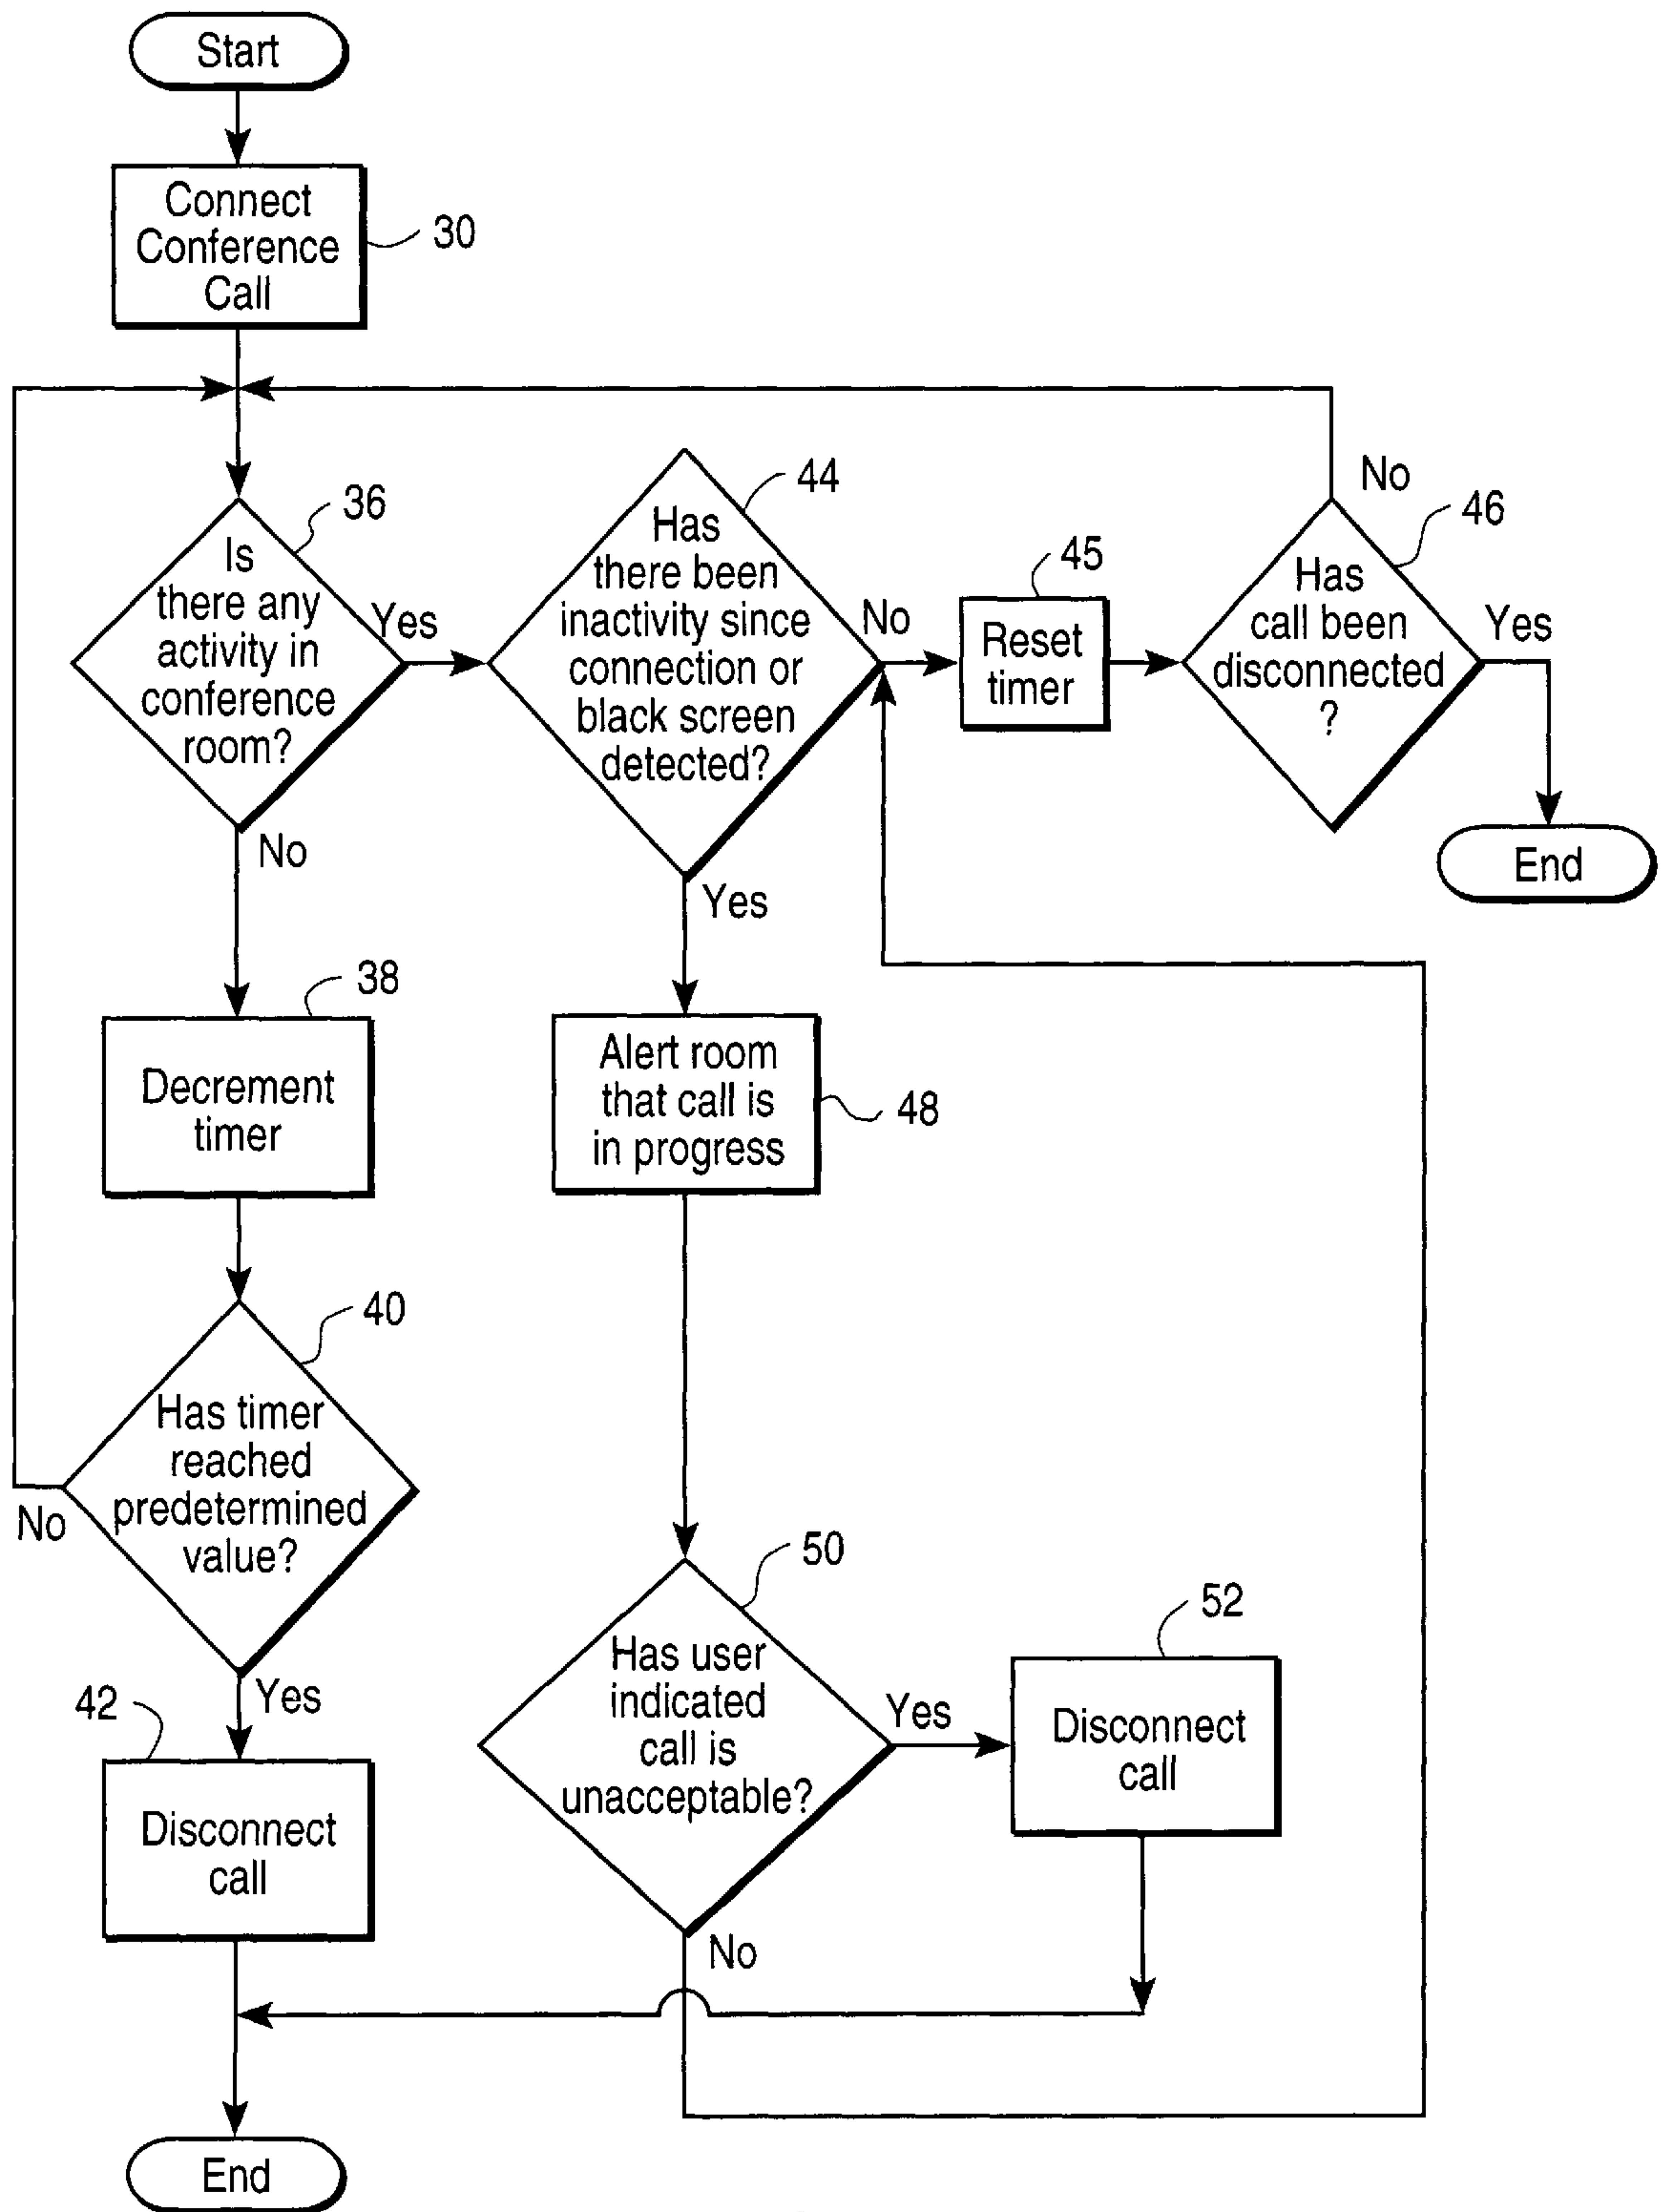 Start
Connect
Conference
Call
30
36
Is
there any
activity in
conference
room?
Yes
No
44
Has
there been
inactivity since
connection or
black screen
detected?
No
Yes
45
Reset
timer
46
Has
call been
disconnected
?
No
Yes
End
38
Decrement
timer
48
Alert room
that call is
in progress
40
Has timer
reached
predetermined
value?
No
Yes
50
Has user
indicated
call is
unacceptable?
Yes
No
52
Disconnect
call
42
Disconnect
call
End